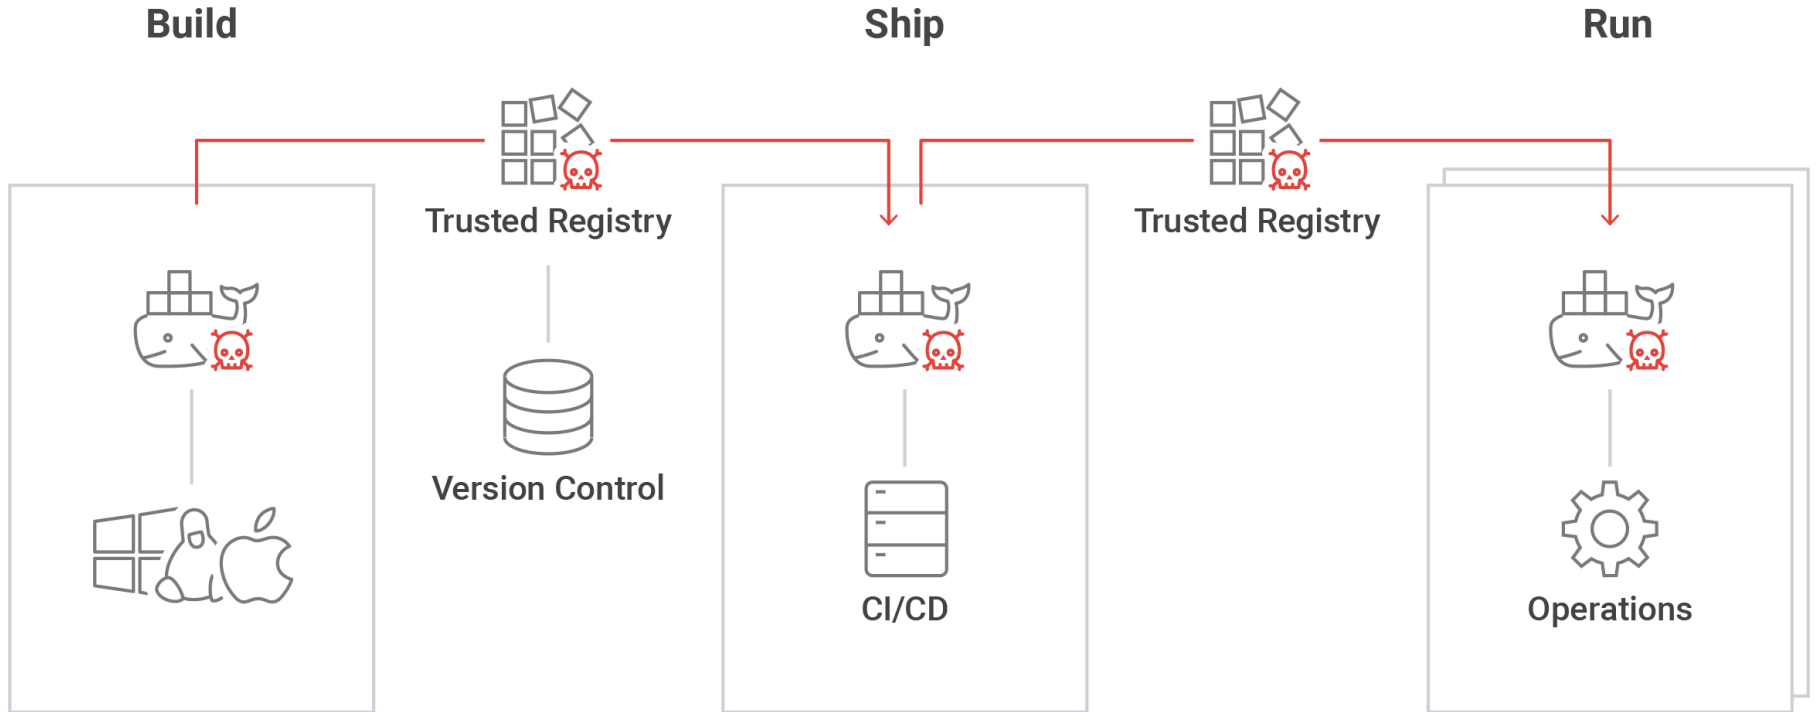 Build
Ship
Run
Trusted Registry
Trusted Registry
Version Control
CI/CD
Operations